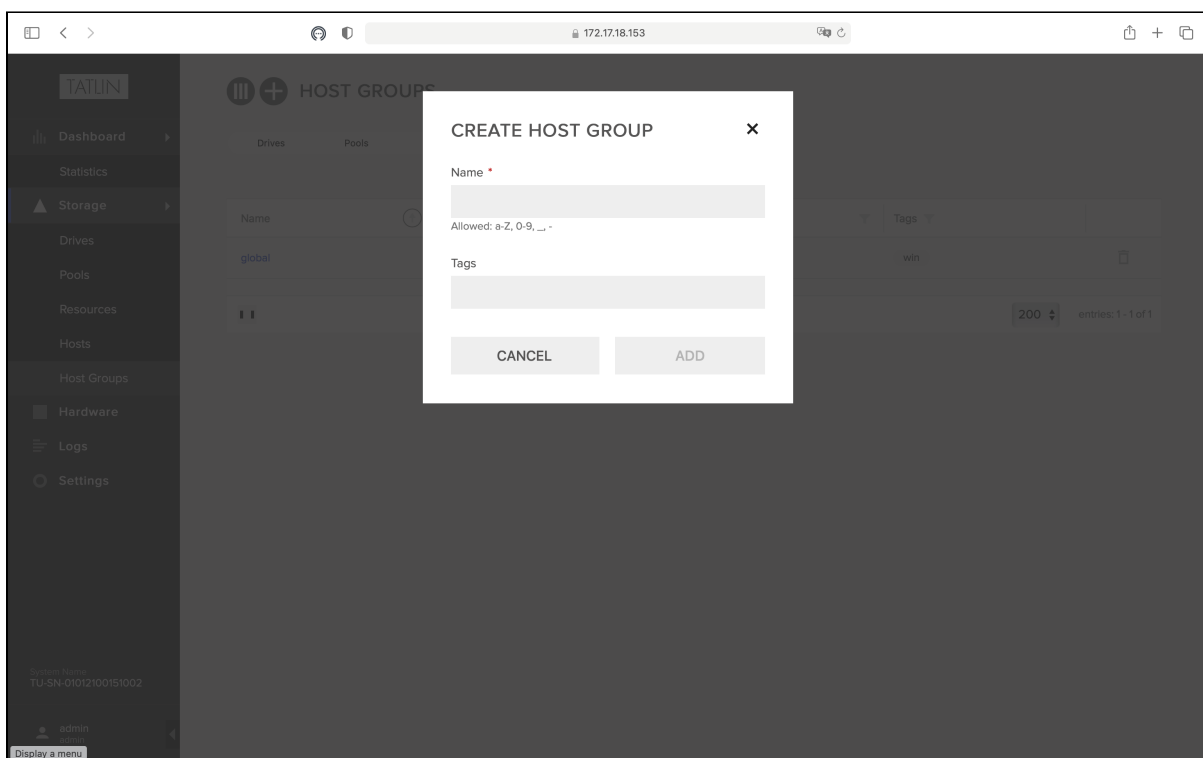 172.17.18.153
TATLIN
HOST GROUPS
Dashboard
Statistics
Storage
Drives
Pools
Resources
Hosts
Host Groups
Hardware
Logs
Settings
System Name
TU-SN-01012100151002
admin
admin
Display a menu
Drives Pools
Name Tags
global win
200 entries: 1 - 1 of 1
CREATE HOST GROUP
Name *
Allowed: a-Z, 0-9, _, -
Tags
CANCEL ADD